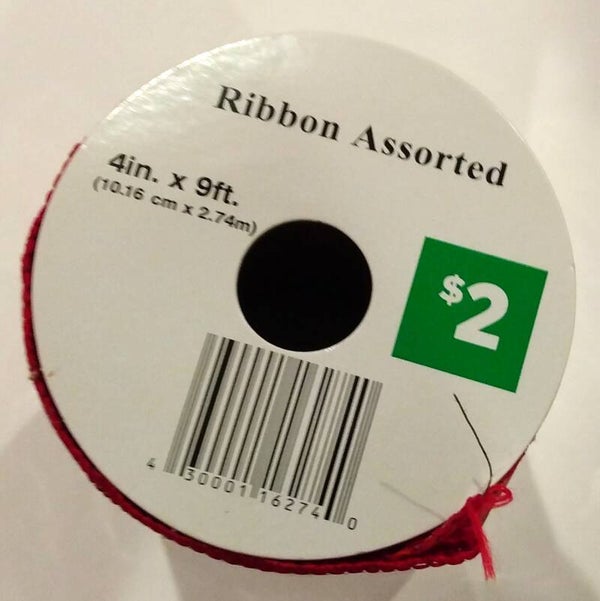 Ribbon Assorted
4in. x 9ft.
(10.16 cm x 2.74m)
$2
4 30001 16274 0